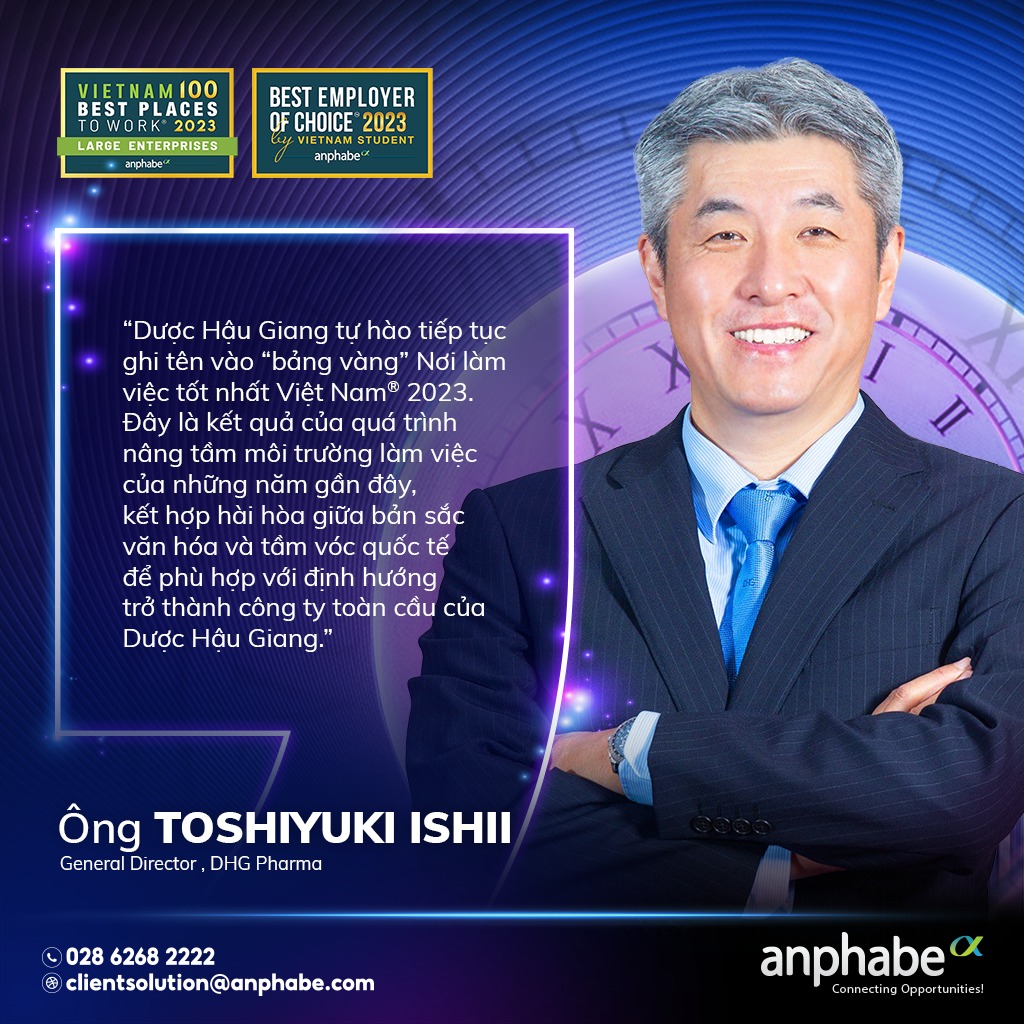 VIETNAM 100
BEST PLACES
TO WORK® 2023
LARGE ENTERPRISES
anphabe
BEST EMPLOYER
OF CHOICE 2023
by VIETNAM STUDENT
anphabe
“Dược Hậu Giang tự hào tiếp tục
ghi tên vào “bảng vàng” Nơi làm
việc tốt nhất Việt Nam® 2023.
Đây là kết quả của quá trình
nâng tầm môi trường làm việc
của những năm gần đây,
kết hợp hài hòa giữa bản sắc
văn hóa và tầm vóc quốc tế
để phù hợp với định hướng
trở thành công ty toàn cầu của
Dược Hậu Giang.”
X
XI
I
II
Ông TOSHIYUKI ISHII
General Director , DHG Pharma
028 6268 2222
clientsolution@anphabe.com
anphabe
Connecting Opportunities!